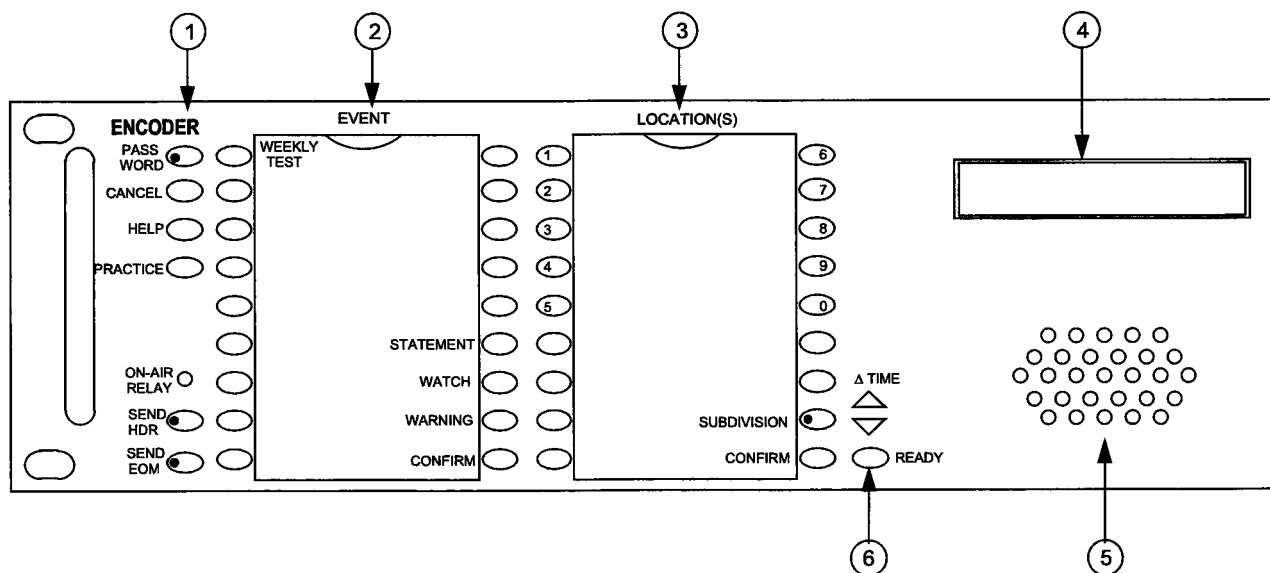 1 2 3 4
ENCODER EVENT LOCATION(S)
PASS WORD
WEEKLY TEST
1 6
CANCEL 2 7
HELP 3 8
PRACTICE 4 9
5 0
STATEMENT
ON-AIR RELAY
WATCH
Δ TIME
SEND HDR
WARNING
SUBDIVISION
SEND EOM
CONFIRM
CONFIRM
READY
6 5